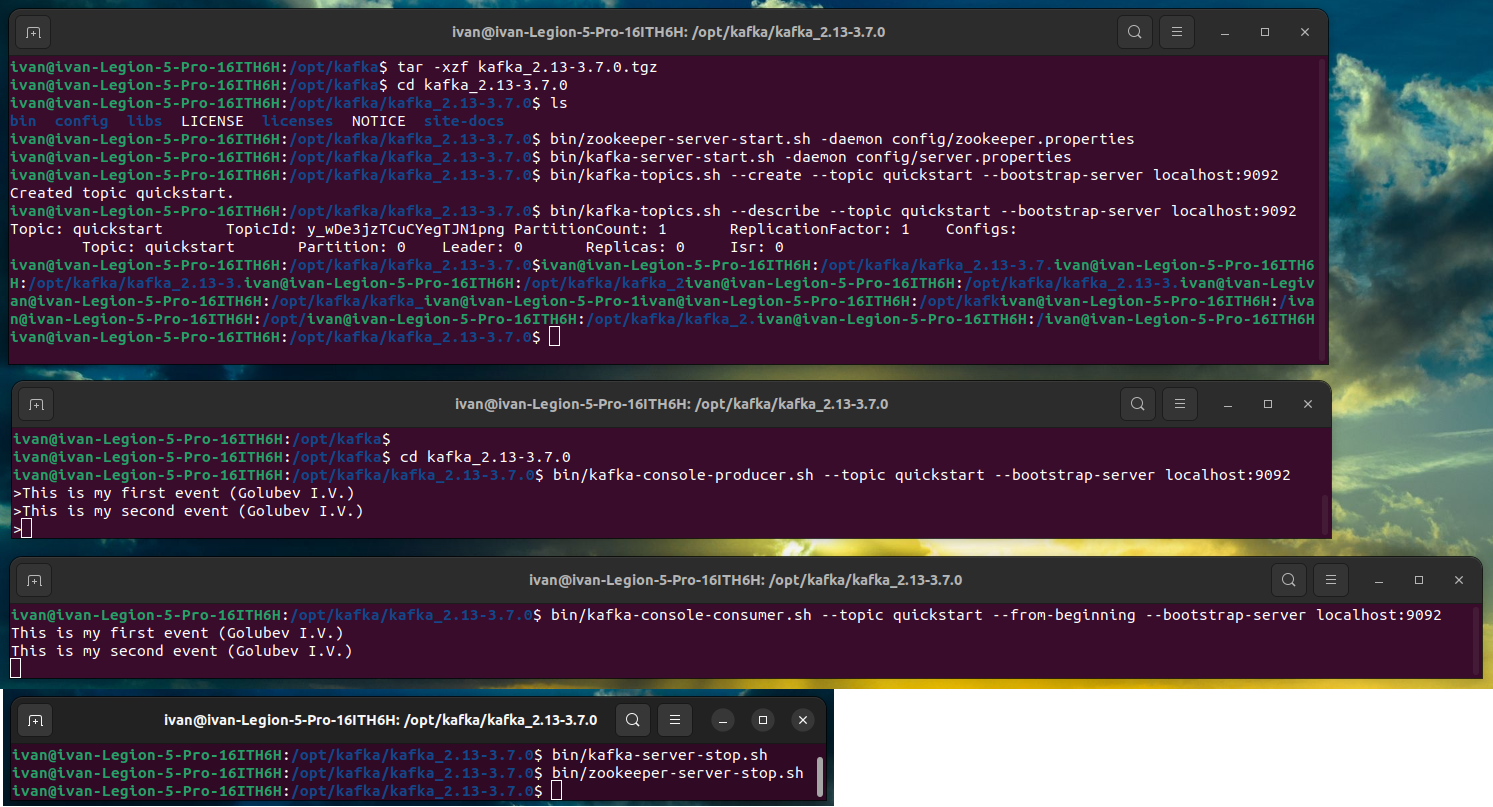 ivan@ivan-Legion-5-Pro-16ITH6H: /opt/kafka/kafka_2.13-3.7.0
ivan@ivan-Legion-5-Pro-16ITH6H:/opt/kafka$ tar -xzf kafka_2.13-3.7.0.tgz
ivan@ivan-Legion-5-Pro-16ITH6H:/opt/kafka$ cd kafka_2.13-3.7.0
ivan@ivan-Legion-5-Pro-16ITH6H:/opt/kafka/kafka_2.13-3.7.0$ ls
bin  config  libs  LICENSE  licenses  NOTICE  site-docs
ivan@ivan-Legion-5-Pro-16ITH6H:/opt/kafka/kafka_2.13-3.7.0$ bin/zookeeper-server-start.sh -daemon config/zookeeper.properties
ivan@ivan-Legion-5-Pro-16ITH6H:/opt/kafka/kafka_2.13-3.7.0$ bin/kafka-server-start.sh -daemon config/server.properties
ivan@ivan-Legion-5-Pro-16ITH6H:/opt/kafka/kafka_2.13-3.7.0$ bin/kafka-topics.sh --create --topic quickstart --bootstrap-server localhost:9092
Created topic quickstart.
ivan@ivan-Legion-5-Pro-16ITH6H:/opt/kafka/kafka_2.13-3.7.0$ bin/kafka-topics.sh --describe --topic quickstart --bootstrap-server localhost:9092
Topic: quickstart       TopicId: y_wDe3jzTCuCYegTJN1png PartitionCount: 1       ReplicationFactor: 1    Configs:
        Topic: quickstart       Partition: 0    Leader: 0       Replicas: 0     Isr: 0
ivan@ivan-Legion-5-Pro-16ITH6H:/opt/kafka/kafka_2.13-3.7.0$ivan@ivan-Legion-5-Pro-16ITH6H:/opt/kafka/kafka_2.13-3.7.ivan@ivan-Legion-5-Pro-16ITH6
H:/opt/kafka/kafka_2.13-3.ivan@ivan-Legion-5-Pro-16ITH6H:/opt/kafka/kafka_2ivan@ivan-Legion-5-Pro-16ITH6H:/opt/kafka/kafka_2.13-3.ivan@ivan-Legiv
an@ivan-Legion-5-Pro-16ITH6H:/opt/kafka/kafka_ivan@ivan-Legion-5-Pro-1ivan@ivan-Legion-5-Pro-16ITH6H:/opt/kafkivan@ivan-Legion-5-Pro-16ITH6H:/iva
n@ivan-Legion-5-Pro-16ITH6H:/opt/ivan@ivan-Legion-5-Pro-16ITH6H:/opt/kafka/kafka_2.ivan@ivan-Legion-5-Pro-16ITH6H:/ivan@ivan-Legion-5-Pro-16ITH6H
ivan@ivan-Legion-5-Pro-16ITH6H:/opt/kafka/kafka_2.13-3.7.0$
ivan@ivan-Legion-5-Pro-16ITH6H: /opt/kafka/kafka_2.13-3.7.0
ivan@ivan-Legion-5-Pro-16ITH6H:/opt/kafka$
ivan@ivan-Legion-5-Pro-16ITH6H:/opt/kafka$ cd kafka_2.13-3.7.0
ivan@ivan-Legion-5-Pro-16ITH6H:/opt/kafka/kafka_2.13-3.7.0$ bin/kafka-console-producer.sh --topic quickstart --bootstrap-server localhost:9092
>This is my first event (Golubev I.V.)
>This is my second event (Golubev I.V.)
>
ivan@ivan-Legion-5-Pro-16ITH6H: /opt/kafka/kafka_2.13-3.7.0
ivan@ivan-Legion-5-Pro-16ITH6H:/opt/kafka/kafka_2.13-3.7.0$ bin/kafka-console-consumer.sh --topic quickstart --from-beginning --bootstrap-server localhost:9092
This is my first event (Golubev I.V.)
This is my second event (Golubev I.V.)
ivan@ivan-Legion-5-Pro-16ITH6H: /opt/kafka/kafka_2.13-3.7.0
ivan@ivan-Legion-5-Pro-16ITH6H:/opt/kafka/kafka_2.13-3.7.0$ bin/kafka-server-stop.sh
ivan@ivan-Legion-5-Pro-16ITH6H:/opt/kafka/kafka_2.13-3.7.0$ bin/zookeeper-server-stop.sh
ivan@ivan-Legion-5-Pro-16ITH6H:/opt/kafka/kafka_2.13-3.7.0$